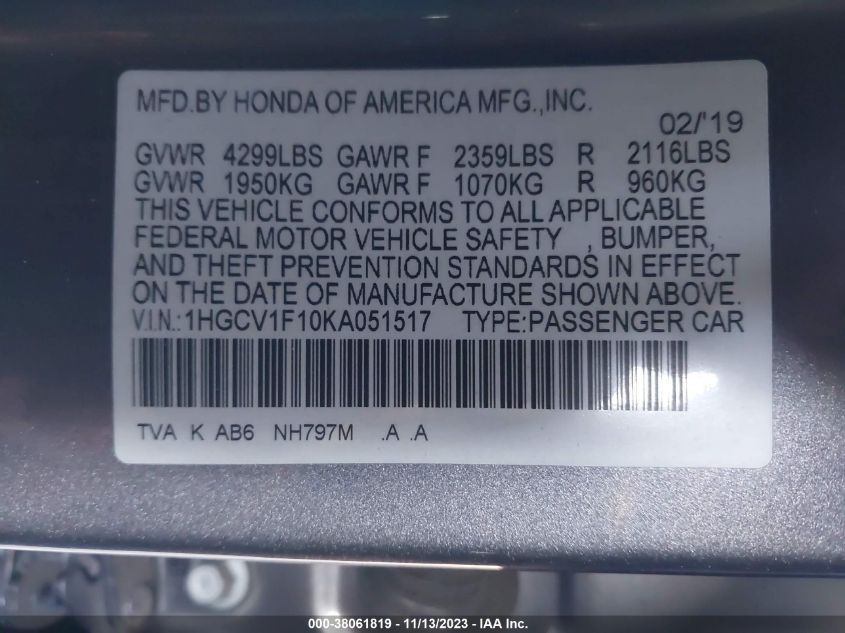 MFD.BY HONDA OF AMERICA MFG.,INC.
02/'19
GVWR 4299LBS GAWR F 2359LBS R 2116LBS
GVWR 1950KG GAWR F 1070KG R 960KG
THIS VEHICLE CONFORMS TO ALL APPLICABLE
FEDERAL MOTOR VEHICLE SAFETY , BUMPER,
AND THEFT PREVENTION STANDARDS IN EFFECT
ON THE DATE OF MANUFACTURE SHOWN ABOVE.
V.I.N.:1HGCV1F10KA051517 TYPE:PASSENGER CAR
TVA K AB6 NH797M .A .A
000-38061819 - 11/13/2023 - IAA Inc.